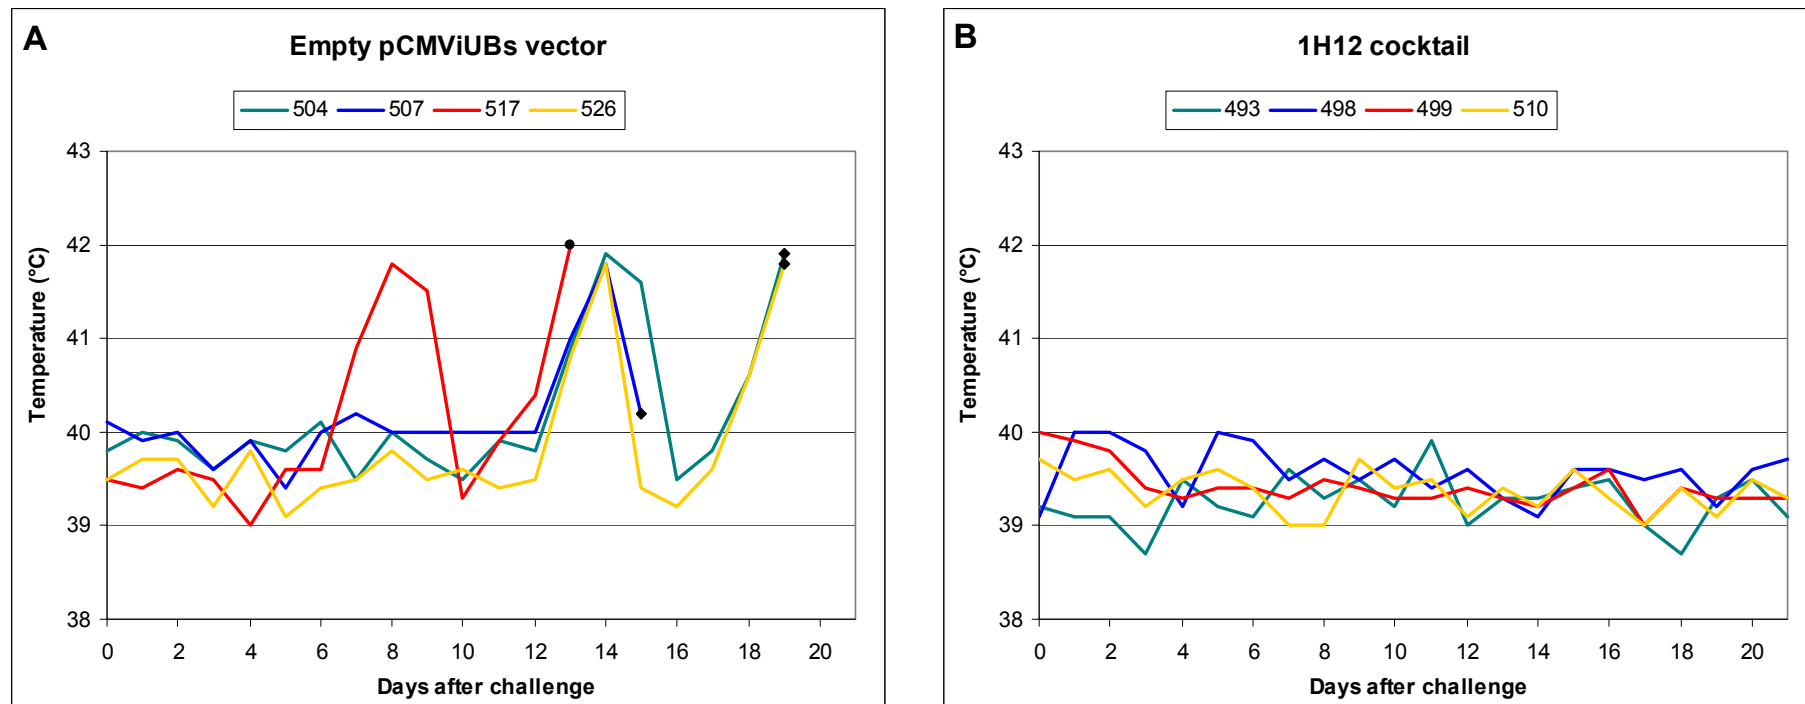 A
Empty pCMViUBs vector
504 507 517 526
43
42
41
40
39
38
Temperature (°C)
0 2 4 6 8 10 12 14 16 18 20
Days after challenge
B
1H12 cocktail
493 498 499 510
43
42
41
40
39
38
Temperature (°C)
0 2 4 6 8 10 12 14 16 18 20
Days after challenge